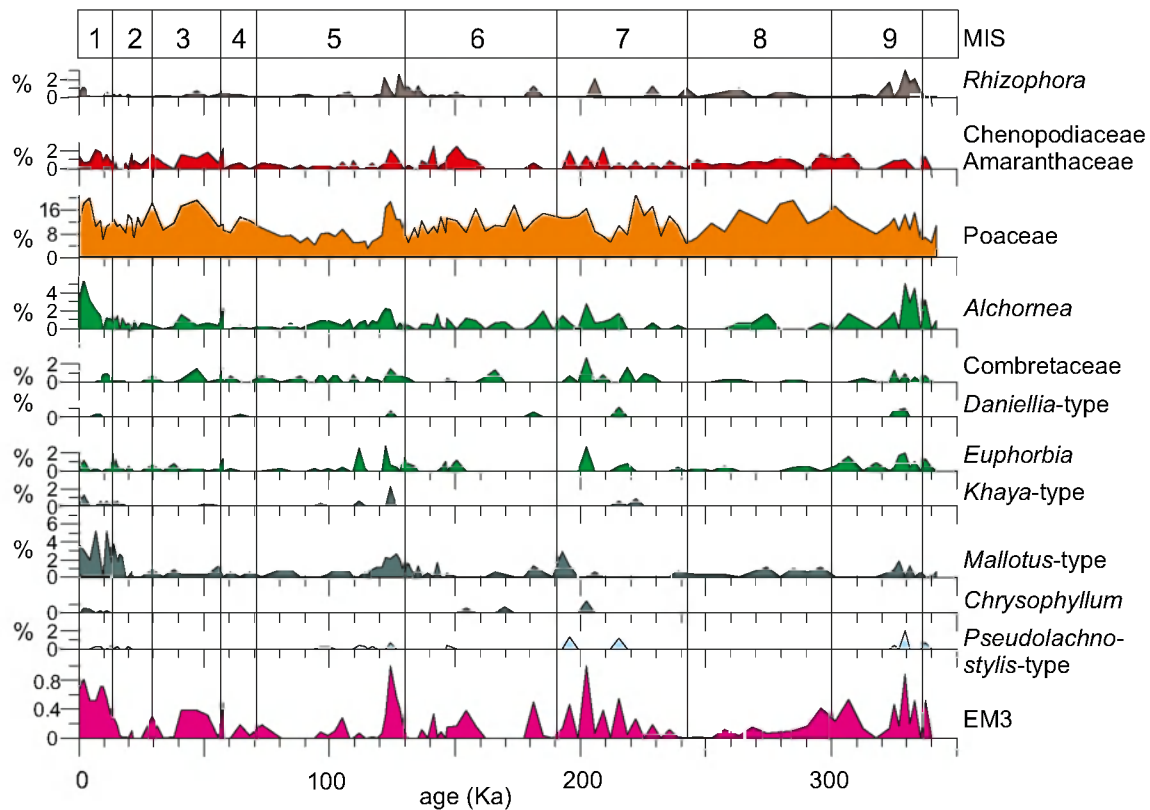 1 2 3 4 5 6 7 8 9 MIS
% 2 0 Rhizophora
Chenopodiaceae
% 2 0 Amaranthaceae
% 16 8 0 Poaceae
% 4 2 0 Alchornea
% 2 0 Combretaceae
% 0 Daniellia-type
% 2 0 Euphorbia
% 2 0 Khaya-type
% 6 4 2 0 Mallotus-type
0 Chrysophyllum
% 2 0 Pseudolachno-
stylis-type
0.8 0.4 0 EM3
0 100 200 300
age (Ka)